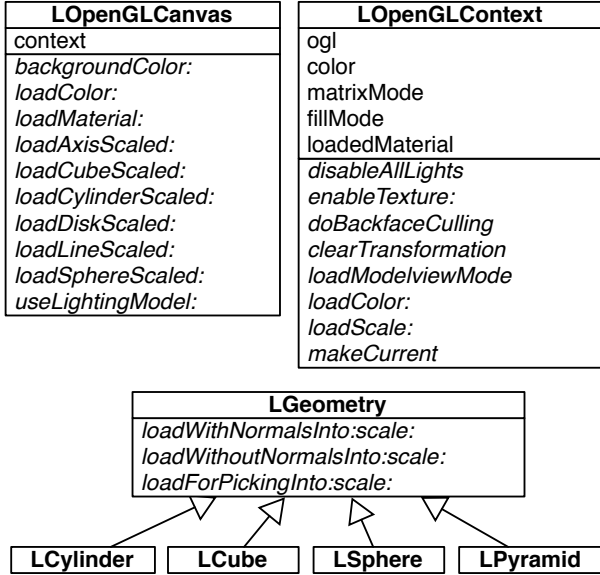 LOpenGLCanvas
context
backgroundColor:
loadColor:
loadMaterial:
loadAxisScaled:
loadCubeScaled:
loadCylinderScaled:
loadDiskScaled:
loadLineScaled:
loadSphereScaled:
useLightingModel:
LOpenGLContext
ogl
color
matrixMode
fillMode
loadedMaterial
disableAllLights
enableTexture:
doBackfaceCulling
clearTransformation
loadModelviewMode
loadColor:
loadScale:
makeCurrent
LGeometry
loadWithNormalsInto:scale:
loadWithoutNormalsInto:scale:
loadForPickingInto:scale:
LCylinder LCube LSphere LPyramid